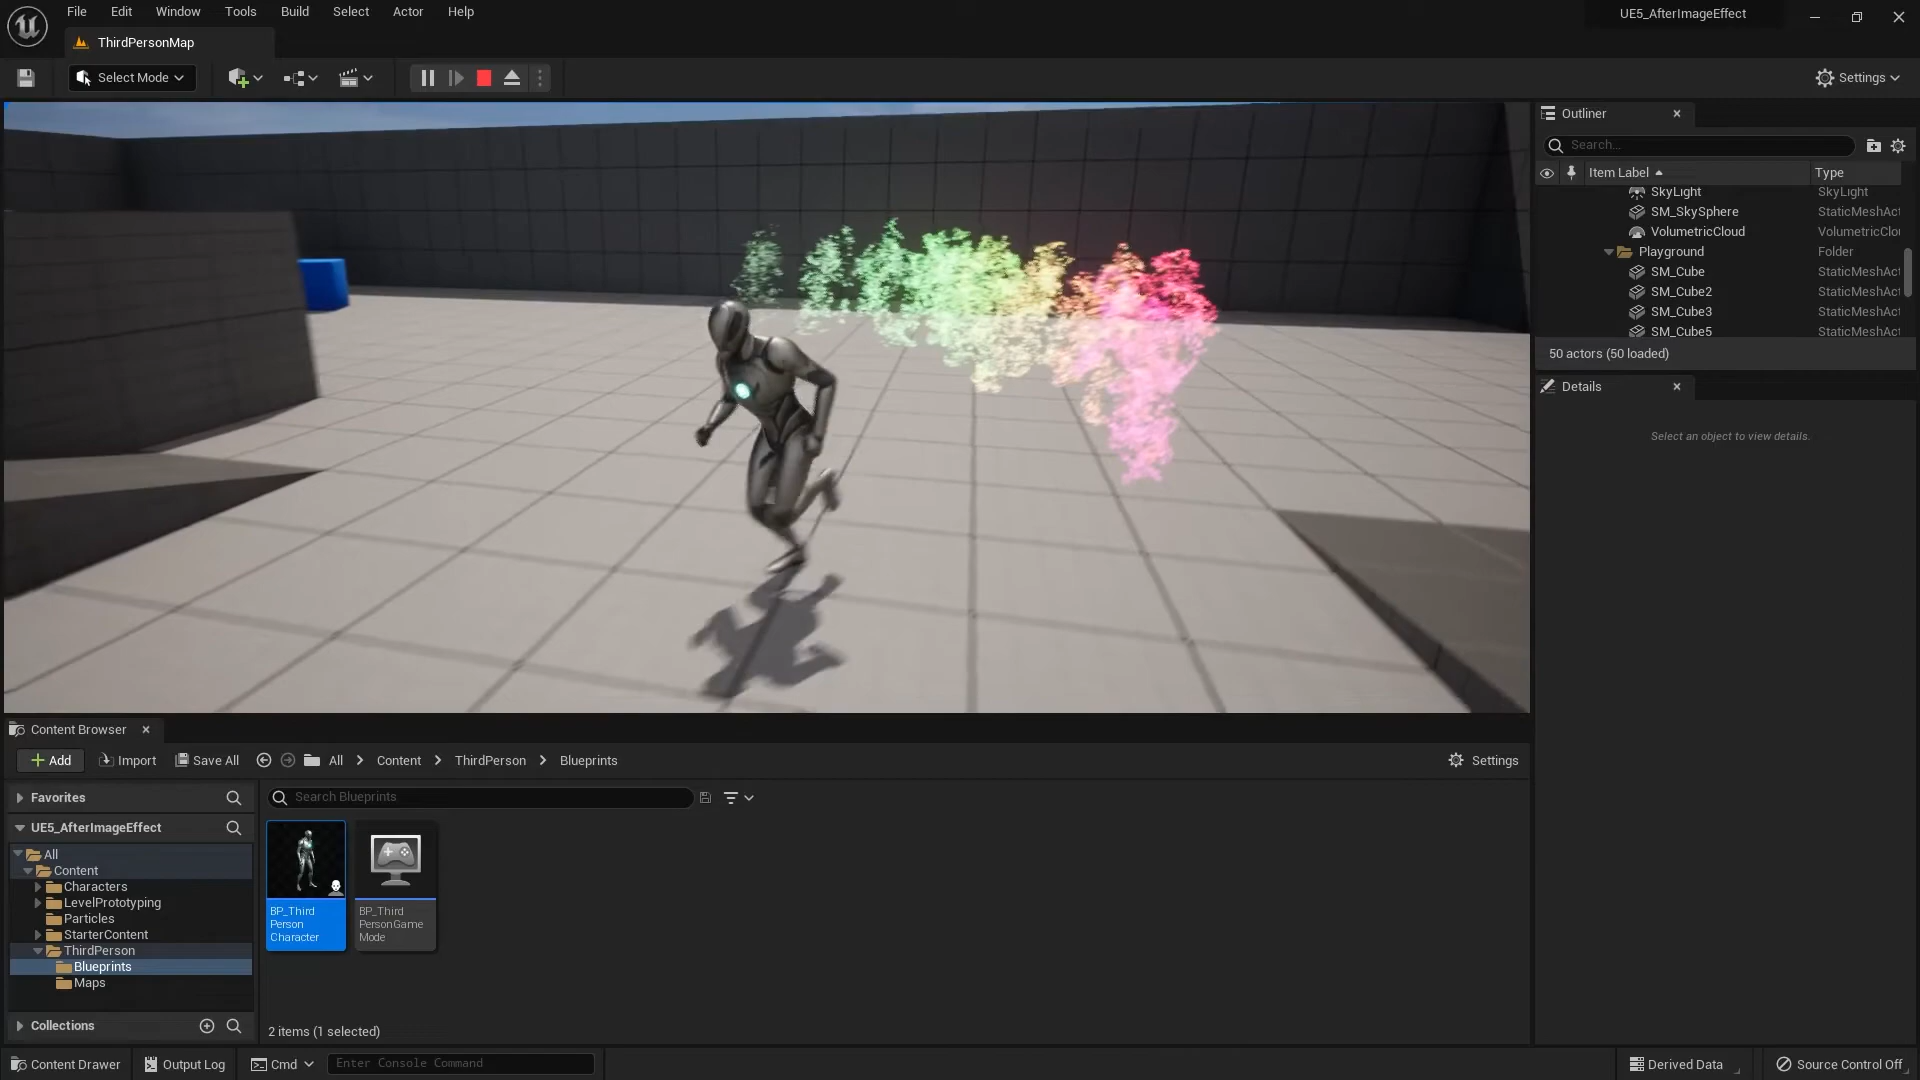 File Edit Window Tools Build Select Actor Help
UE5_AfterImageEffect
ThirdPersonMap
Select Mode
Settings
Outliner
Search...
Item Label Type
SkyLight SkyLight
SM_SkySphere StaticMeshAct
VolumetricCloud VolumetricClou
Playground Folder
SM_Cube StaticMeshAct
SM_Cube2 StaticMeshAct
SM_Cube3 StaticMeshAct
SM_Cube5 StaticMeshAct
50 actors (50 loaded)
Details
Select an object to view details.
Content Browser
Add Import Save All All Content ThirdPerson Blueprints Settings
Favorites
Search Blueprints
UE5_AfterImageEffect
All
Content
Characters
LevelPrototyping
Particles
StarterContent
ThirdPerson
Blueprints
Maps
Collections
BP_Third
Person
Character
BP_Third
PersonGame
Mode
2 items (1 selected)
Content Drawer Output Log Cmd Enter Console Command Derived Data Source Control Off